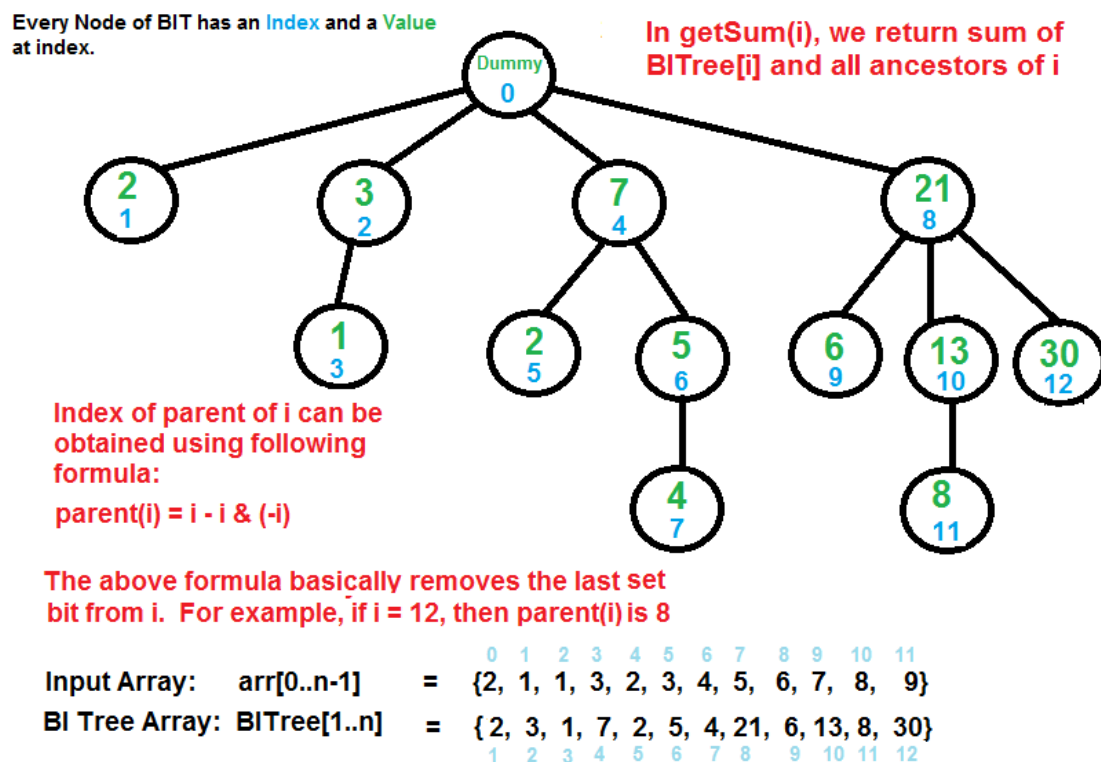 Every Node of BIT has an Index and a Value
at index.
In getSum(i), we return sum of
BITree[i] and all ancestors of i
Dummy
0
2
1
3
2
7
4
21
8
1
3
2
5
5
6
6
9
13
10
30
12
4
7
8
11
Index of parent of i can be
obtained using following
formula:
parent(i) = i - i & (-i)
The above formula basically removes the last set
bit from i. For example, if i = 12, then parent(i) is 8
0 1 2 3 4 5 6 7 8 9 10 11
Input Array: arr[0..n-1] = {2, 1, 1, 3, 2, 3, 4, 5, 6, 7, 8, 9}
BI Tree Array: BITree[1..n] = { 2, 3, 1, 7, 2, 5, 4, 21, 6, 13, 8, 30}
1 2 3 4 5 6 7 8 9 10 11 12